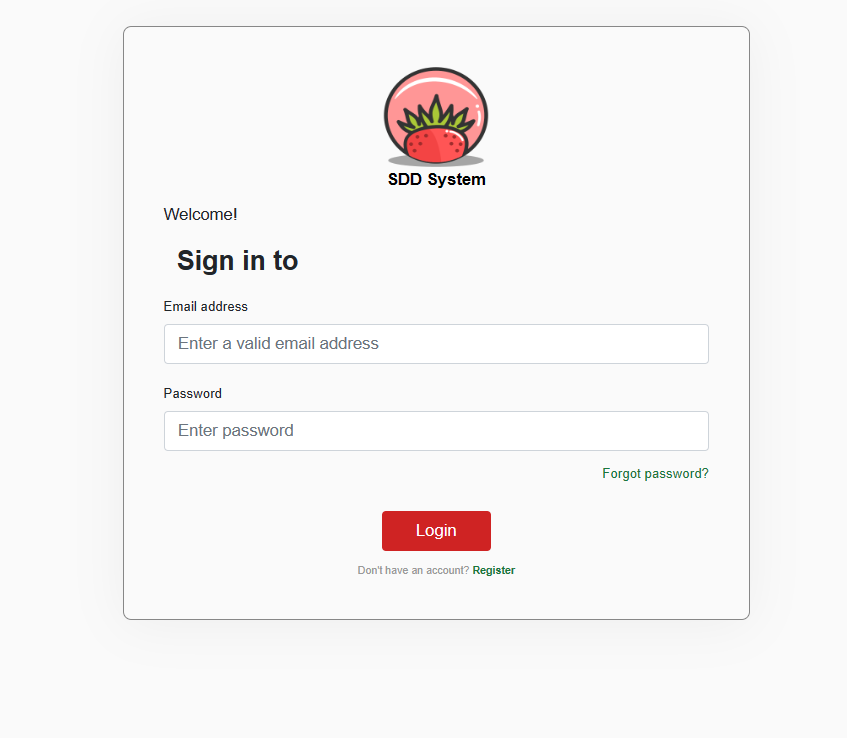 SDD System
Welcome!
Sign in to
Email address
Enter a valid email address
Password
Enter password
Forgot password?
Login
Don't have an account? Register